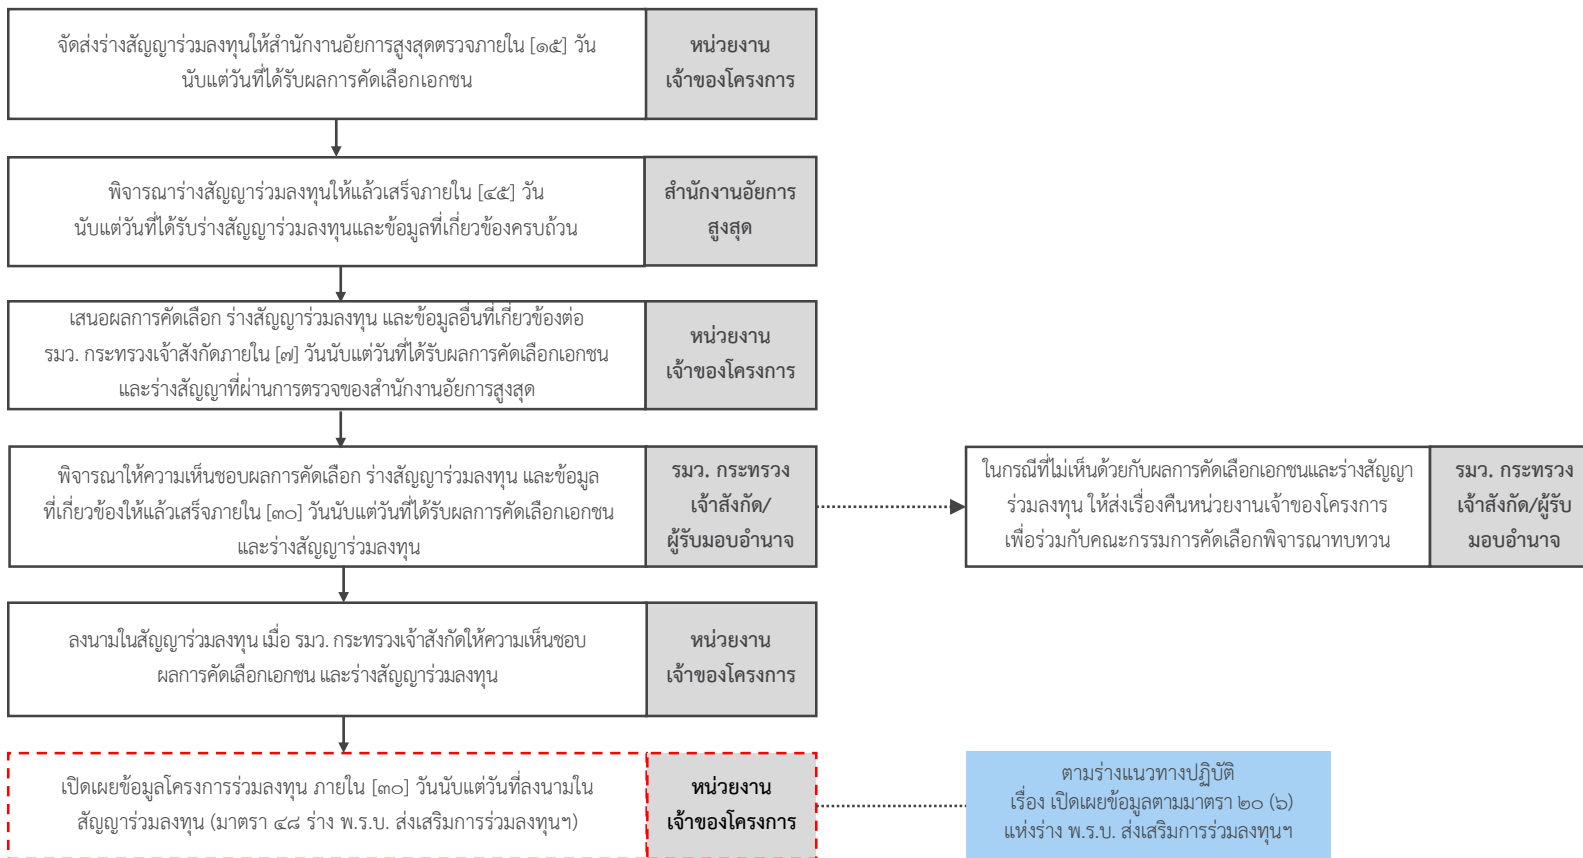 จัดส่งร่างสัญญาร่วมลงทุนให้สำนักงานอัยการสูงสุดตรวจภายใน [๑๕] วัน
นับแต่วันที่ได้รับผลการคัดเลือกเอกชน
หน่วยงาน
เจ้าของโครงการ
พิจารณาร่างสัญญาร่วมลงทุนให้แล้วเสร็จภายใน [๔๕] วัน
นับแต่วันที่ได้รับร่างสัญญาร่วมลงทุนและข้อมูลที่เกี่ยวข้องครบถ้วน
สำนักงานอัยการ
สูงสุด
เสนอผลการคัดเลือก ร่างสัญญาร่วมลงทุน และข้อมูลอื่นที่เกี่ยวข้องต่อ
รมว. กระทรวงเจ้าสังกัดภายใน [๗] วันนับแต่วันที่ได้รับผลการคัดเลือกเอกชน
และร่างสัญญาที่ผ่านการตรวจของสำนักงานอัยการสูงสุด
หน่วยงาน
เจ้าของโครงการ
พิจารณาให้ความเห็นชอบผลการคัดเลือก ร่างสัญญาร่วมลงทุน และข้อมูล
ที่เกี่ยวข้องให้แล้วเสร็จภายใน [๓๐] วันนับแต่วันที่ได้รับผลการคัดเลือกเอกชน
และร่างสัญญาร่วมลงทุน
รมว. กระทรวง
เจ้าสังกัด/
ผู้รับมอบอำนาจ
ในกรณีที่ไม่เห็นด้วยกับผลการคัดเลือกเอกชนและร่างสัญญา
ร่วมลงทุน ให้ส่งเรื่องคืนหน่วยงานเจ้าของโครงการ
เพื่อร่วมกับคณะกรรมการคัดเลือกพิจารณาทบทวน
รมว. กระทรวง
เจ้าสังกัด/ผู้รับ
มอบอำนาจ
ลงนามในสัญญาร่วมลงทุน เมื่อ รมว. กระทรวงเจ้าสังกัดให้ความเห็นชอบ
ผลการคัดเลือกเอกชน และร่างสัญญาร่วมลงทุน
หน่วยงาน
เจ้าของโครงการ
เปิดเผยข้อมูลโครงการร่วมลงทุน ภายใน [๓๐] วันนับแต่วันที่ลงนามใน
สัญญาร่วมลงทุน (มาตรา ๔๘ ร่าง พ.ร.บ. ส่งเสริมการร่วมลงทุนฯ)
หน่วยงาน
เจ้าของโครงการ
ตามร่างแนวทางปฏิบัติ
เรื่อง เปิดเผยข้อมูลตามมาตรา ๒๐ (๖)
แห่งร่าง พ.ร.บ. ส่งเสริมการร่วมลงทุนฯ